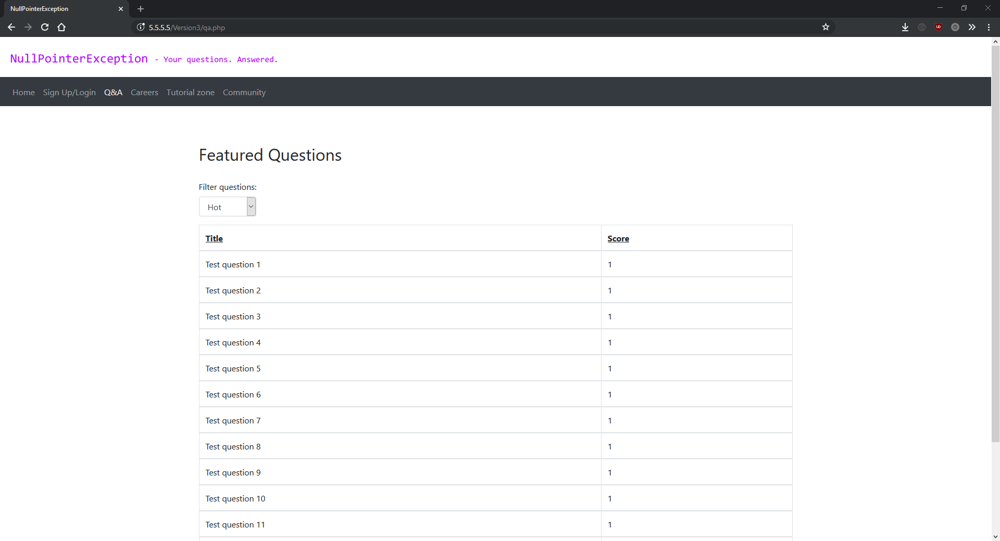 NullPointerException
5.5.5.5/Version3/qa.php
NullPointerException - Your questions. Answered.
Home Sign Up/Login Q&A Careers Tutorial zone Community
Featured Questions
Filter questions:
Hot
Title Score
Test question 1 1
Test question 2 1
Test question 3 1
Test question 4 1
Test question 5 1
Test question 6 1
Test question 7 1
Test question 8 1
Test question 9 1
Test question 10 1
Test question 11 1